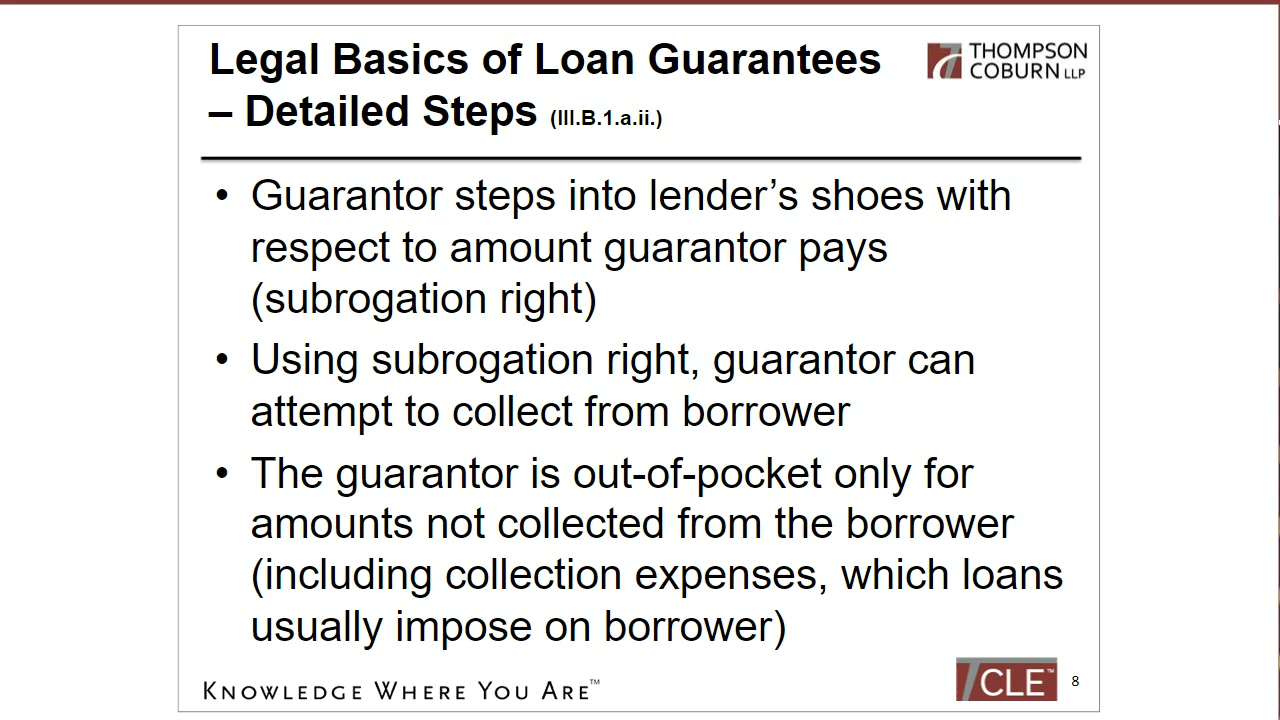 Legal Basics of Loan Guarantees
– Detailed Steps (III.B.1.a.ii.)
THOMPSON
COBURN LLP
• Guarantor steps into lender’s shoes with
respect to amount guarantor pays
(subrogation right)
• Using subrogation right, guarantor can
attempt to collect from borrower
• The guarantor is out-of-pocket only for
amounts not collected from the borrower
(including collection expenses, which loans
usually impose on borrower)
KNOWLEDGE WHERE YOU ARE™
TCLE™
8